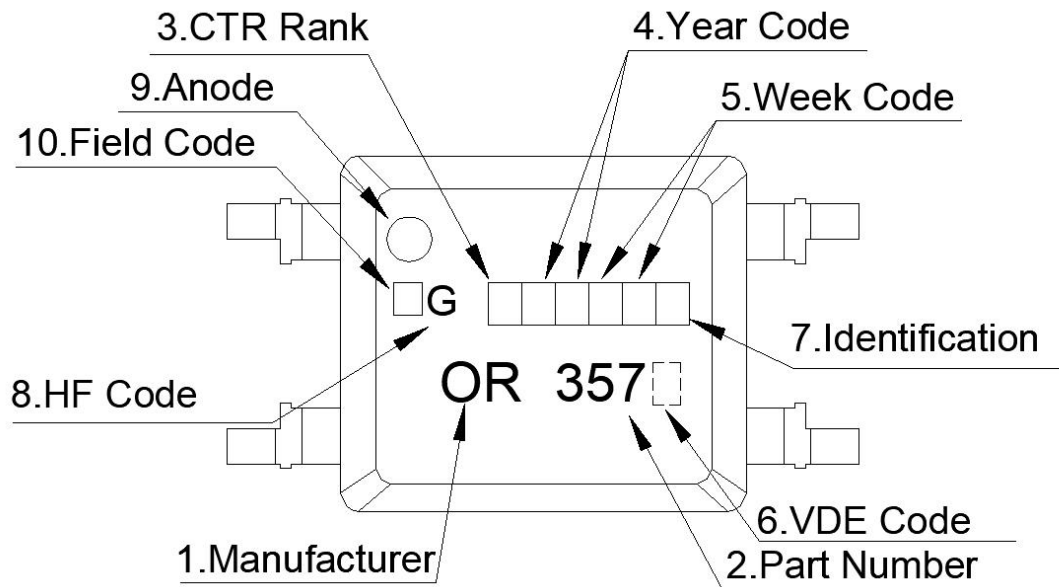 3.CTR Rank
4.Year Code
9.Anode
5.Week Code
10.Field Code
G
7.Identification
8.HF Code
OR 357
6.VDE Code
1.Manufacturer
2.Part Number